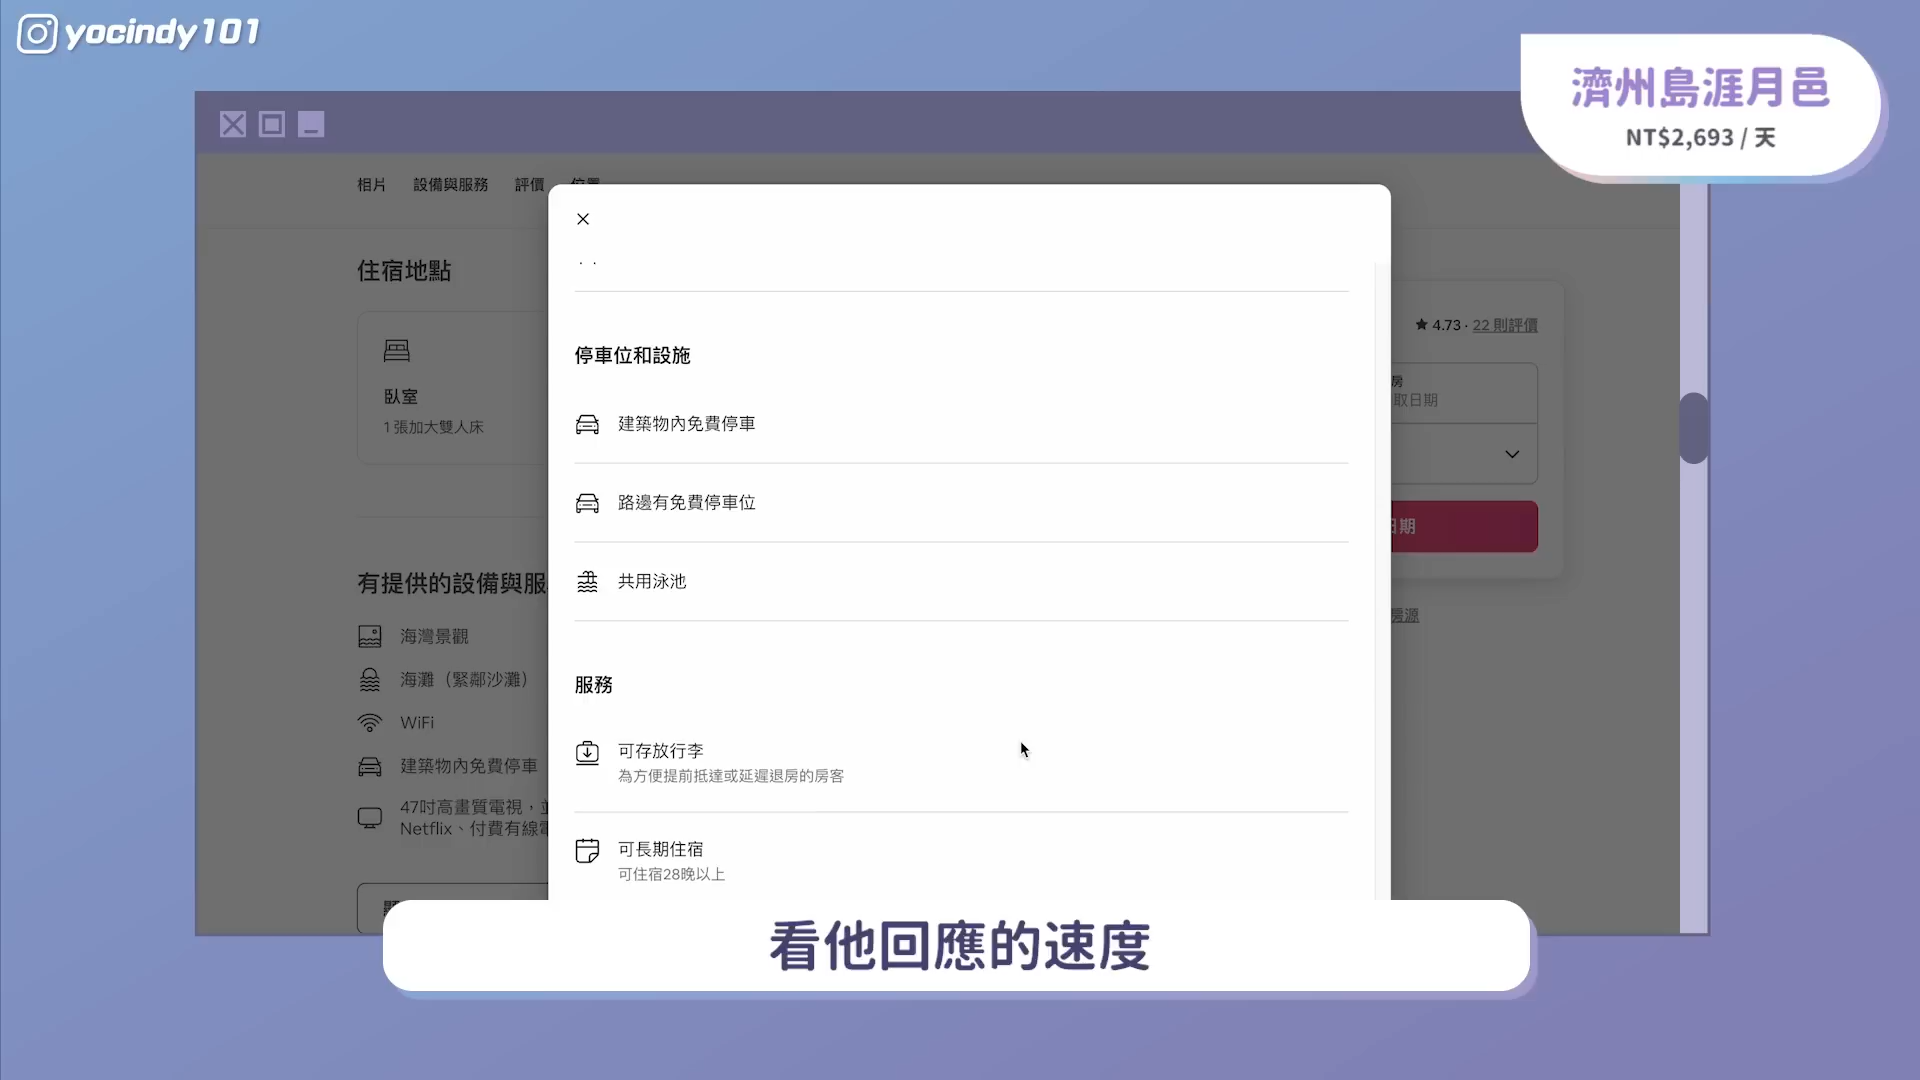 yocindy101
濟州島涯月邑
NT$2,693 / 天
相片 設備與服務 評價 位置
住宿地點
臥室
1 張加大雙人床
有提供的設備與服
海灣景觀
海灘（緊鄰沙灘）
WiFi
建築物內免費停車
47吋高畫質電視，
Netflix、付費有線
停車位和設施
建築物內免費停車
路邊有免費停車位
共用泳池
服務
可存放行李
為方便提前抵達或延遲退房的房客
可長期住宿
可住宿28晚以上
4.73 · 22 則評價
房
取日期
日期
房源
看他回應的速度